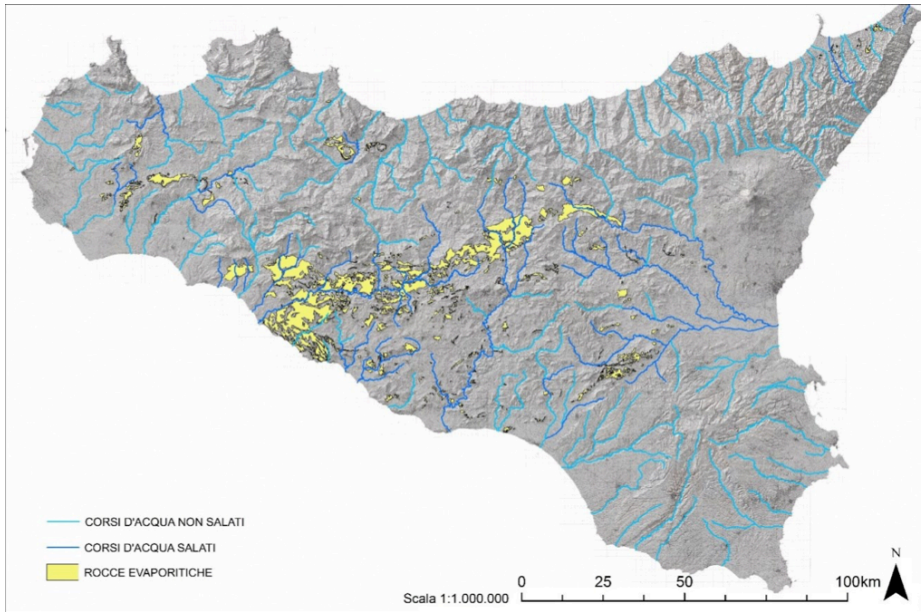 CORSI D'ACQUA NON SALATI
CORSI D'ACQUA SALATI
ROCCE EVAPORITICHE
Scala 1:1.000.000
0 25 50 100km
N